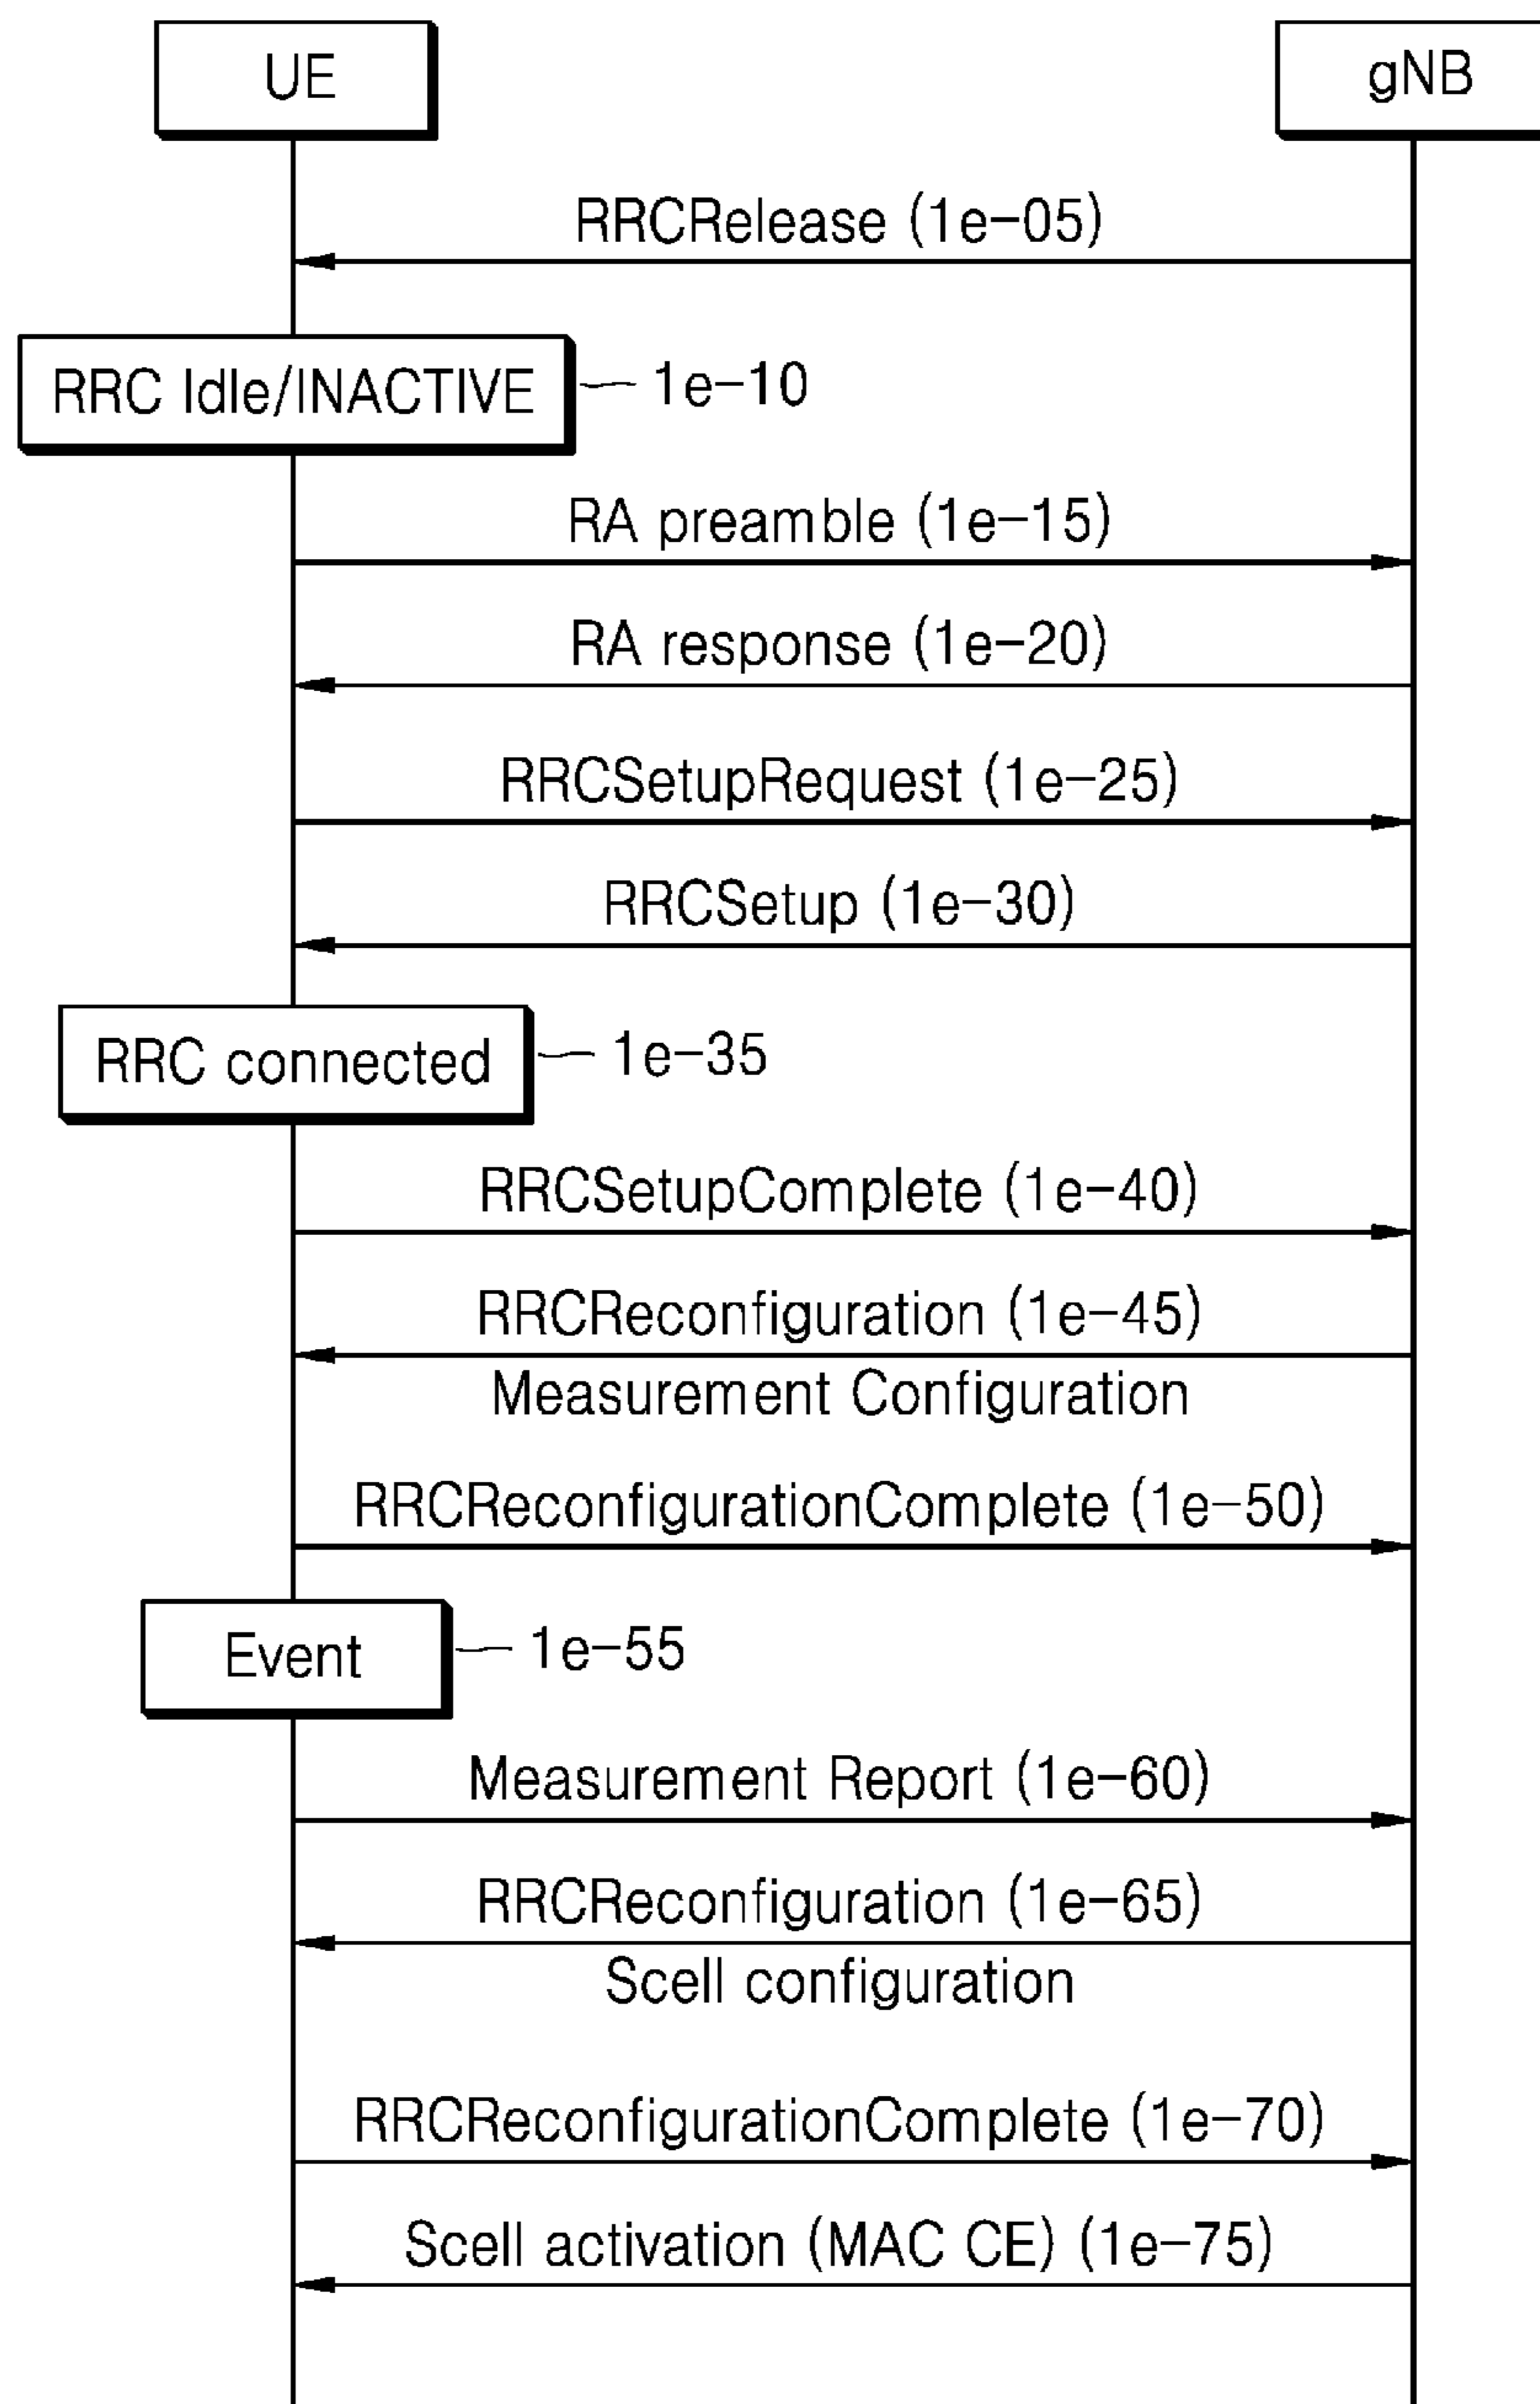 UE
gNB
RRCRelease (1e-05)
RRC Idle/INACTIVE
1e-10
RA preamble (1e-15)
RA response (1e-20)
RRCSetupRequest (1e-25)
RRCSetup (1e-30)
RRC connected
1e-35
RRCSetupComplete (1e-40)
RRCReconfiguration (1e-45)
Measurement Configuration
RRCReconfigurationComplete (1e-50)
Event
1e-55
Measurement Report (1e-60)
RRCReconfiguration (1e-65)
Scell configuration
RRCReconfigurationComplete (1e-70)
Scell activation (MAC CE) (1e-75)